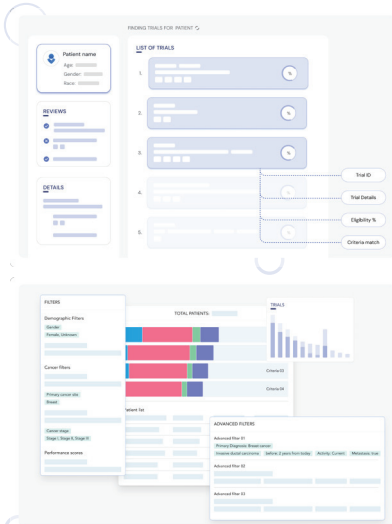 FINDING TRIALS FOR PATIENT
Patient name
Age:
Gender:
Race:
LIST OF TRIALS
1.
%
REVIEWS
2.
%
3.
%
Trial ID
DETAILS
4.
%
Trial Details
Eligibility %
5.
%
Criteria match
FILTERS
Demographic Filters
Gender
Female, Unknown
Cancer filters
Primary cancer site
Breast
Cancer stage
Stage I, Stage II, Stage III
Performance scores
TOTAL PATIENTS:
Criteria 03
Criteria 04
Patient list
TRIALS
ADVANCED FILTERS
Advanced filter 01
Primary Diagnosis: Breast cancer
Invasive ductal carcinoma
before: 2 years from today
Activity: Current
Metastasis: true
Advanced filter 02
Advanced filter 03